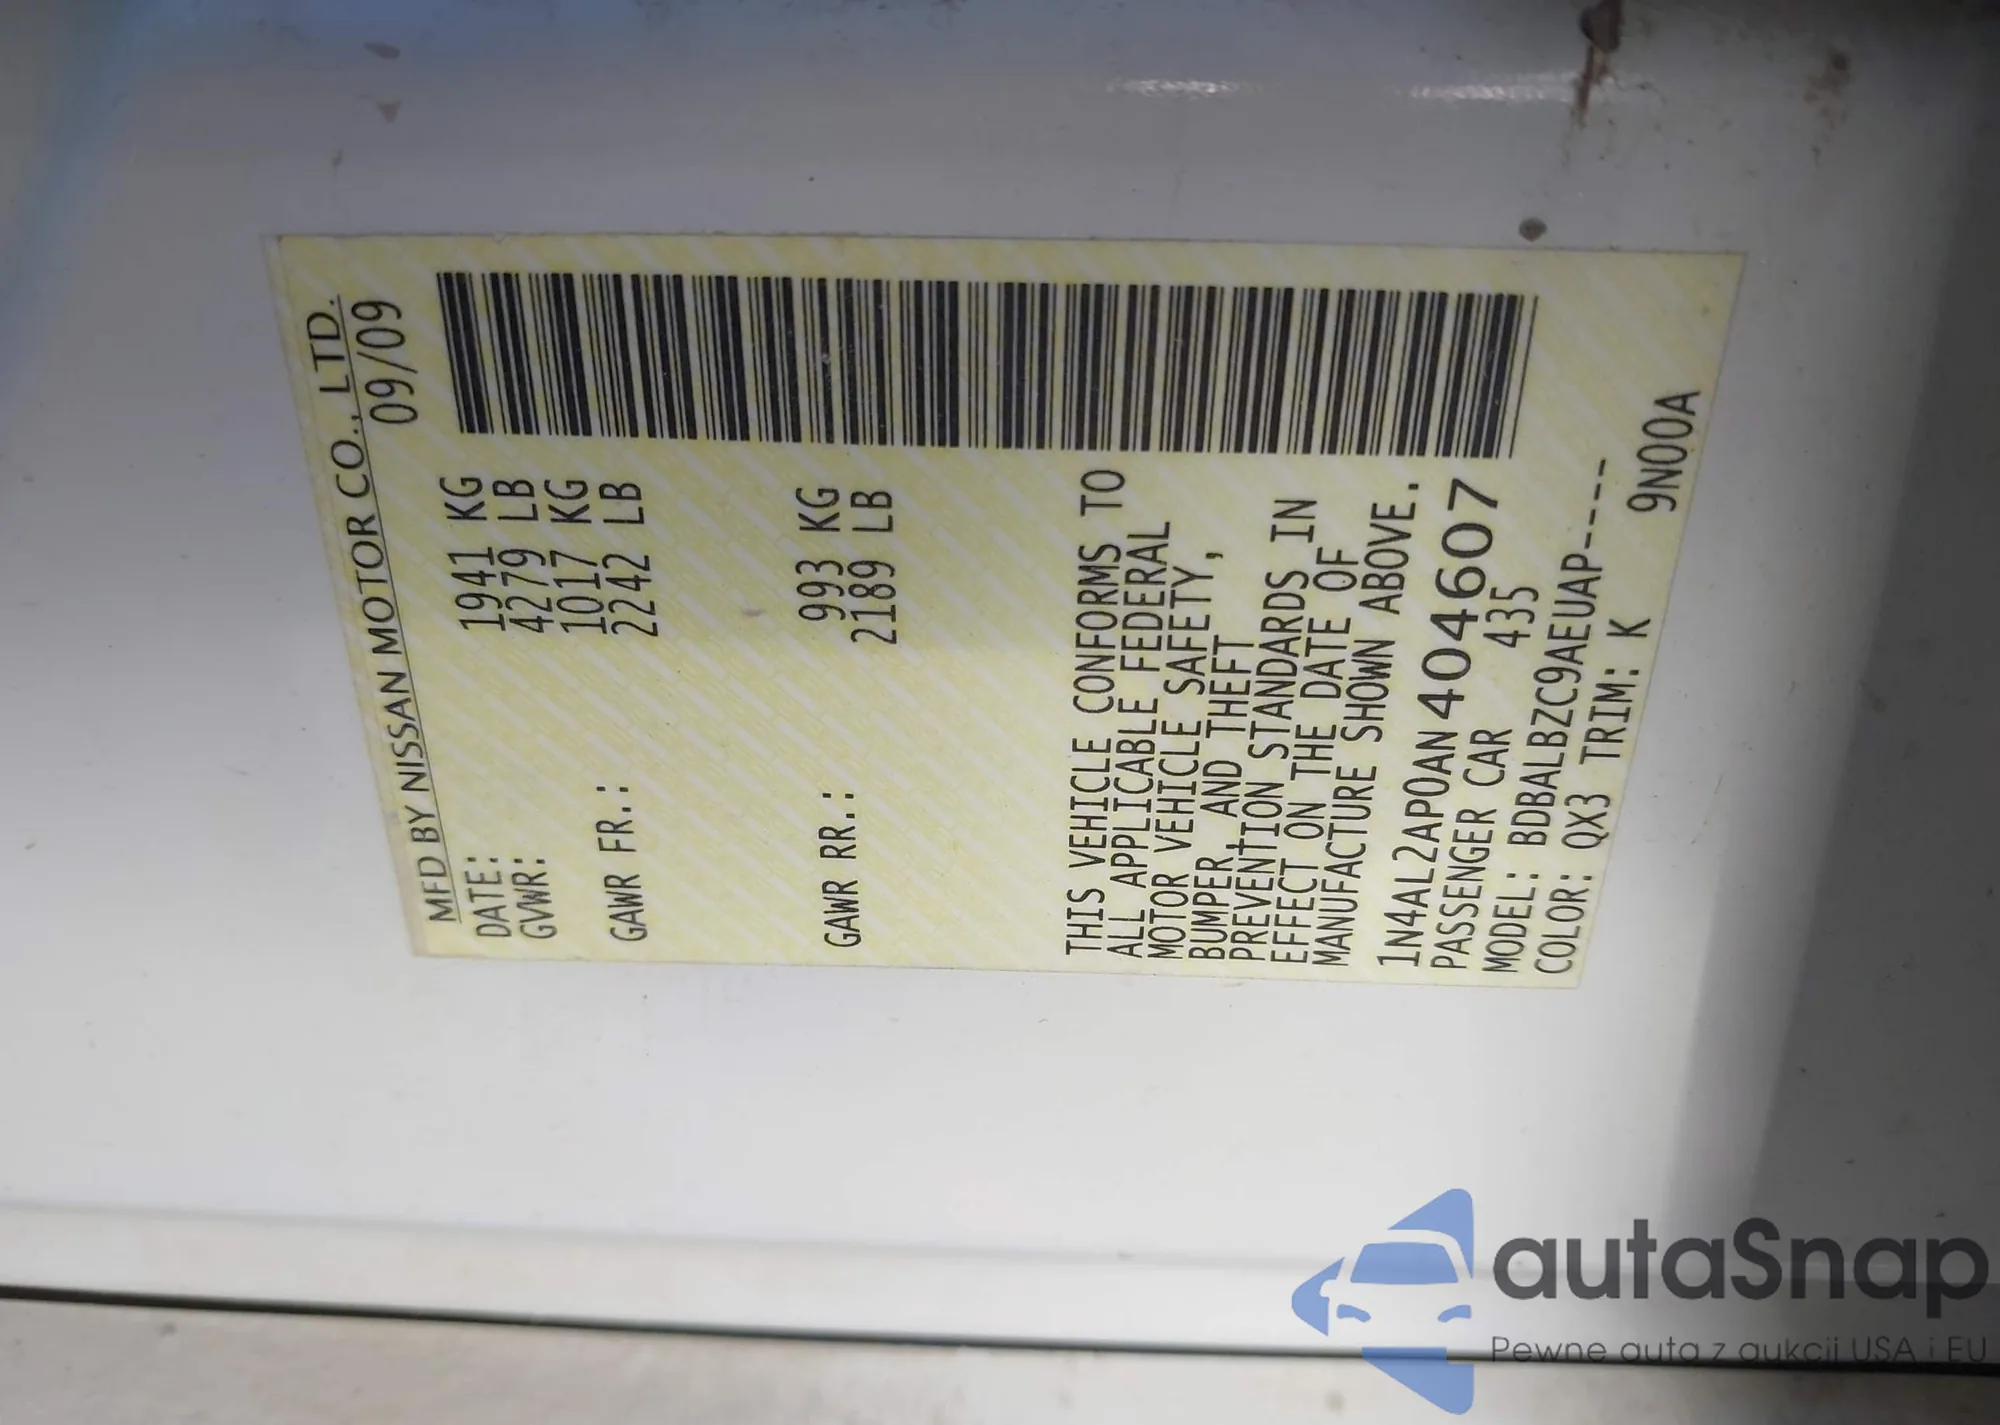 MFD BY NISSAN MOTOR CO., LTD.
DATE: 09/09
GVWR: 1941 KG
4279 LB
GAWR FR.: 1017 KG
2242 LB
GAWR RR.: 993 KG
2189 LB
THIS VEHICLE CONFORMS TO
ALL APPLICABLE FEDERAL
MOTOR VEHICLE SAFETY,
BUMPER, AND THEFT
PREVENTION STANDARDS IN
EFFECT ON THE DATE OF
MANUFACTURE SHOWN ABOVE.
1N4AL2AP0AN404607
PASSENGER CAR 435
MODEL: BDBALBZC9AEUAP----
COLOR: QX3 TRIM: K 9N00A
autaSnap
Pewne auta z aukcji USA i EU